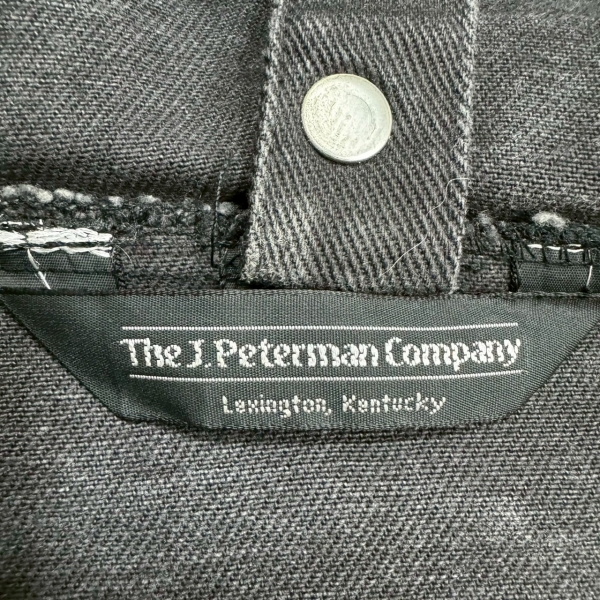 The J. Peterman Company
Lexington, Kentucky